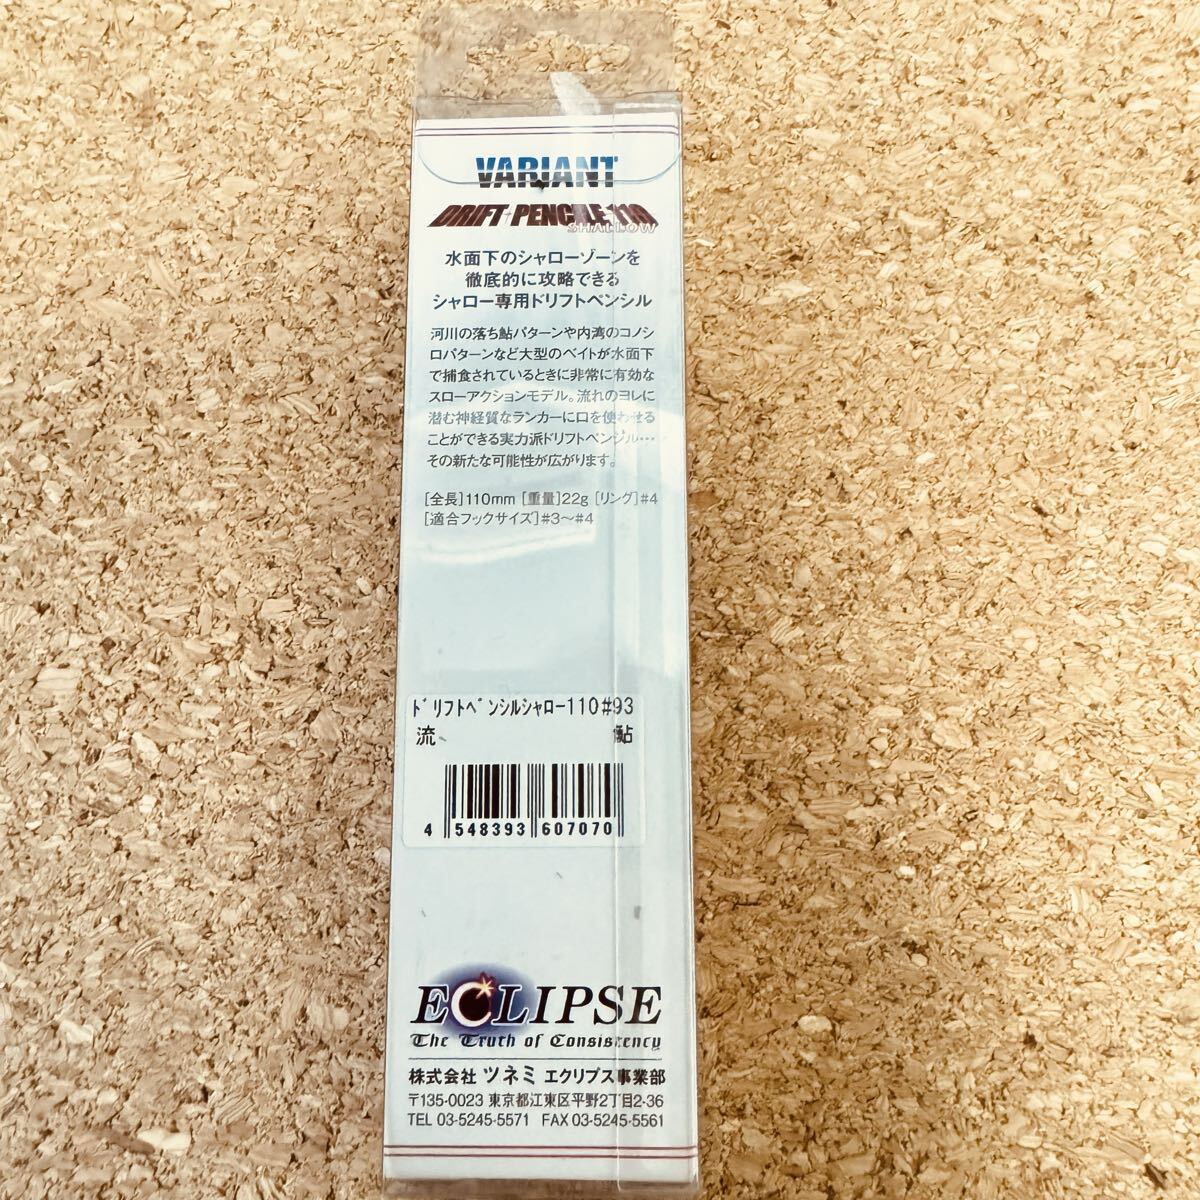 VARIANT
DRIFT PENCILE 110
SHALLOW
水面下のシャローゾーンを
徹底的に攻略できる
シャロー専用ドリフトペンシル
河川の落ち鮎パターンや内湾のコノシ
ロパターンなど大型のベイトが水面下
で捕食されているときに非常に有効な
スローアクションモデル。流れのヨレに
潜む神経質なランカーに口を使わせる
ことができる実力派ドリフトペンシル…
その新たな可能性が広がります。
[全長]110mm [重量]22g [リング]#4
[適合フックサイズ]#3〜#4
ﾄﾞﾘﾌﾄﾍﾟﾝｼﾙｼｬﾛｰ110#93
流 鮎
4 548393 607070
ECLIPSE
The Truth of Consistency
株式会社 ツネミ エクリプス事業部
〒135-0023 東京都江東区平野2丁目2-36
TEL 03-5245-5571 FAX 03-5245-5561